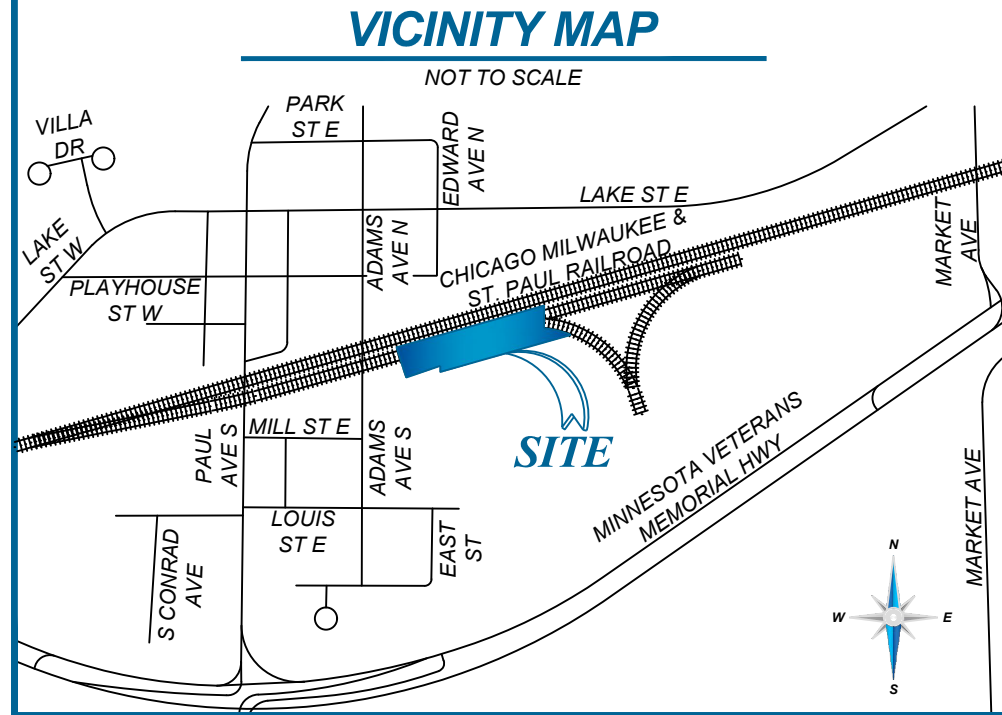 VICINITY MAP
NOT TO SCALE
PARK
ST E
VILLA
DR
EDWARD
AVE N
LAKE ST E
LAKE
ST W
ADAMS
AVE N
CHICAGO MILWAUKEE &
ST. PAUL RAILROAD
MARKET
AVE
PLAYHOUSE
ST W
PAUL
AVE S
MILL ST E
ADAMS
AVE S
SITE
MINNESOTA VETERANS
MEMORIAL HWY
LOUIS
ST E
EAST
ST
S CONRAD
AVE
MARKET AVE
N
W
E
S